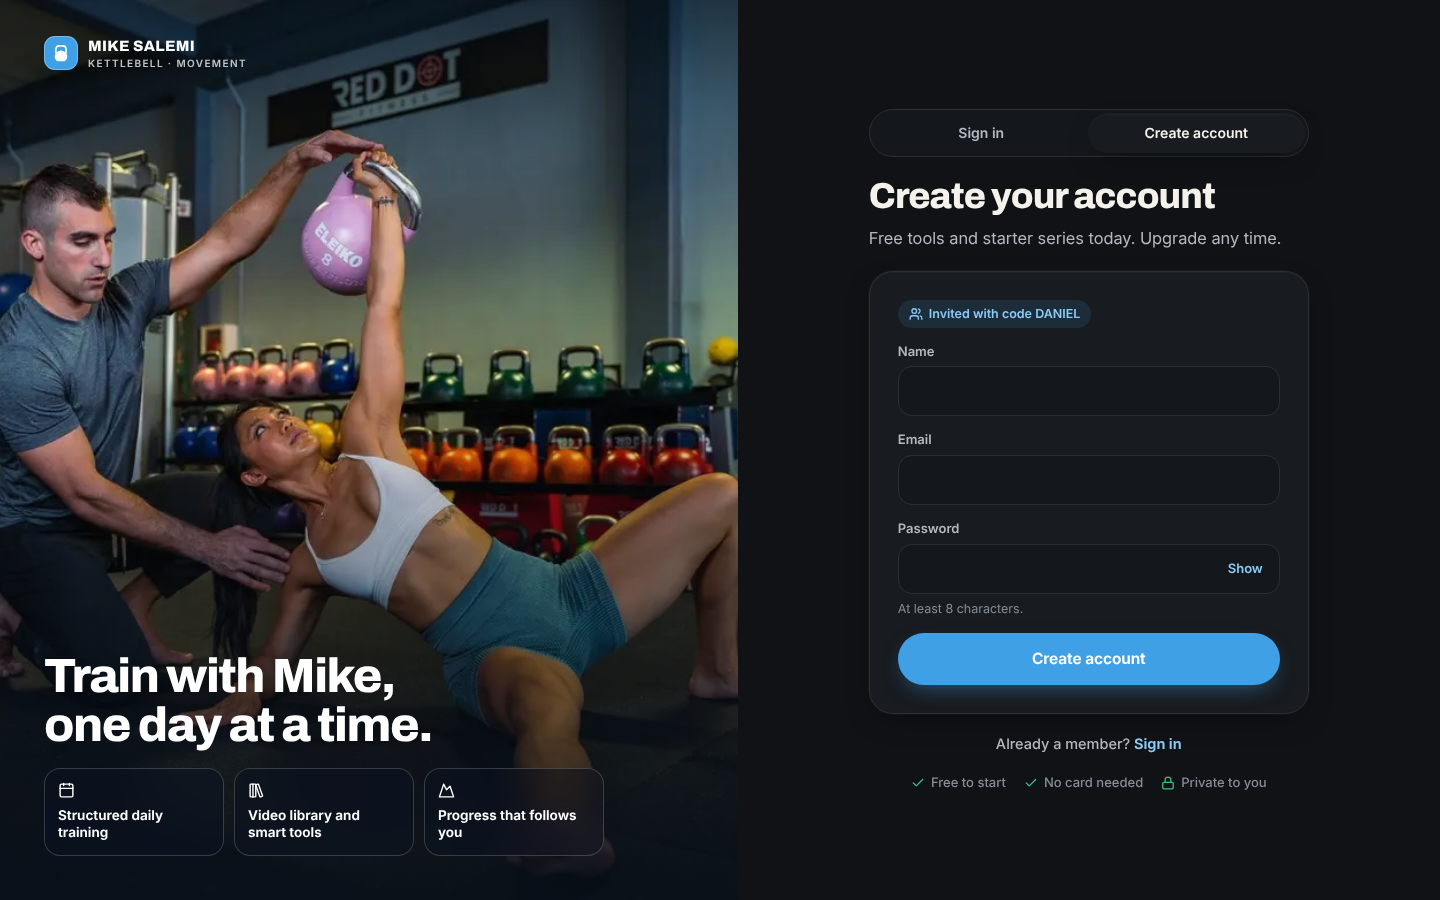 MIKE SALEMI
KETTLEBELL · MOVEMENT
RED DOT
FITNESS
ELEIKO
8
Train with Mike,
one day at a time.
Structured daily
training
Video library and
smart tools
Progress that follows
you
Sign in
Create account
Create your account
Free tools and starter series today. Upgrade any time.
Invited with code DANIEL
Name
Email
Password
Show
At least 8 characters.
Create account
Already a member? Sign in
Free to start
No card needed
Private to you